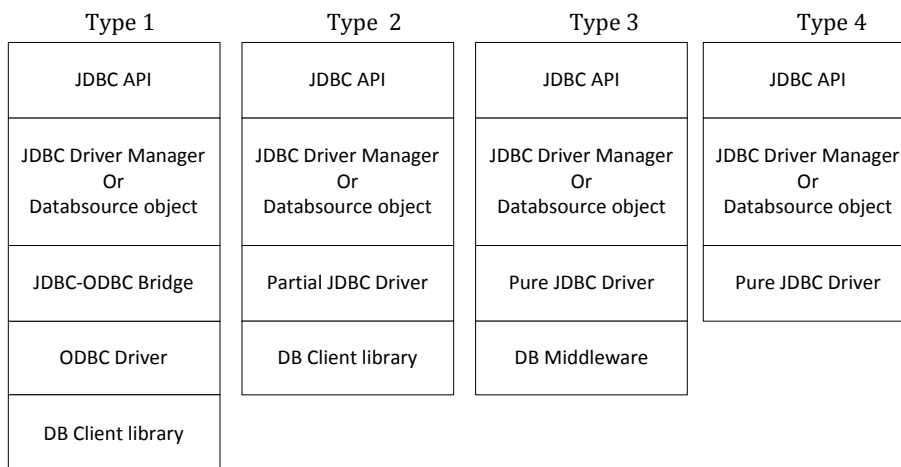 Type 1
JDBC API
JDBC Driver Manager
Or
Databsource object
JDBC-ODBC Bridge
ODBC Driver
DB Client library
Type 2
JDBC API
JDBC Driver Manager
Or
Databsource object
Partial JDBC Driver
DB Client library
Type 3
JDBC API
JDBC Driver Manager
Or
Databsource object
Pure JDBC Driver
DB Middleware
Type 4
JDBC API
JDBC Driver Manager
Or
Databsource object
Pure JDBC Driver